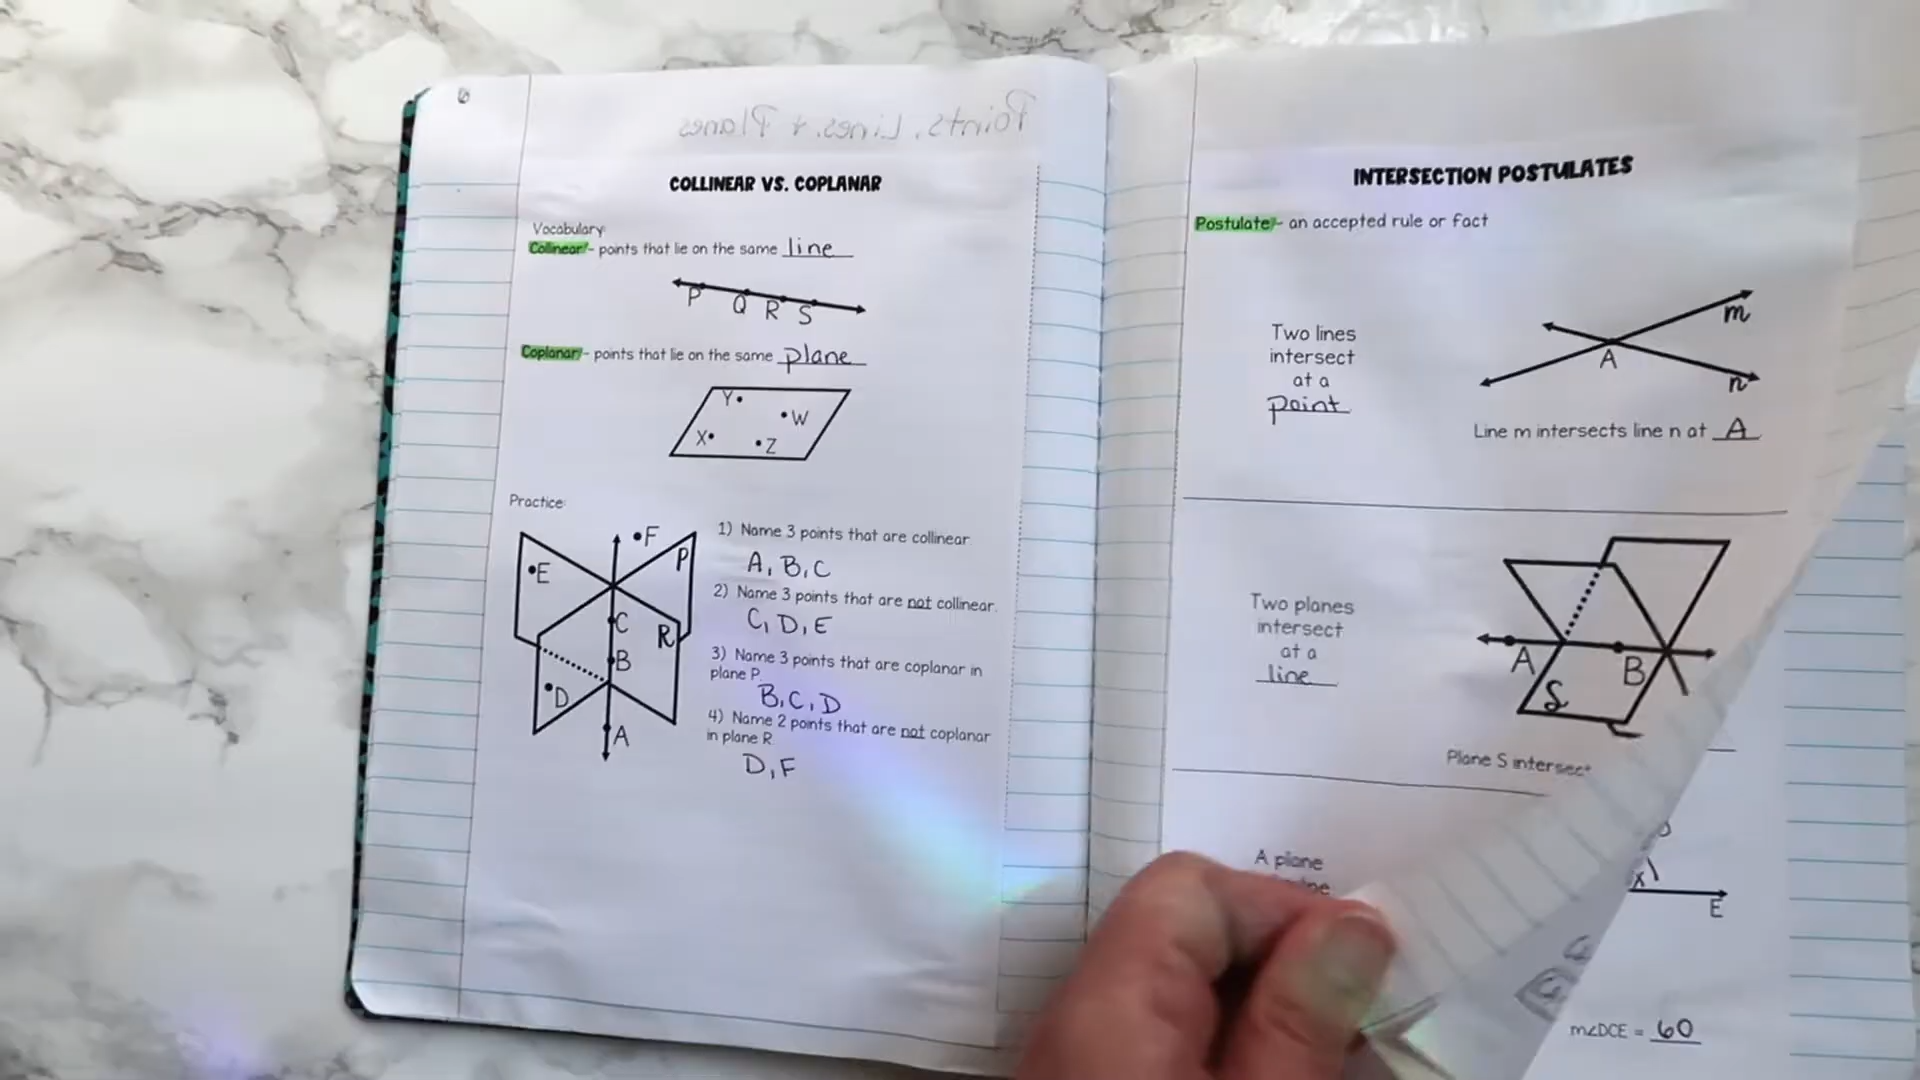 6
Points, Lines, + Planes
COLLINEAR VS. COPLANAR
Vocabulary:
Collinear - points that lie on the same line
P Q R S
Coplanar - points that lie on the same plane
Y
W
X
Z
Practice:
F
P
E
C
R
B
D
A
1) Name 3 points that are collinear.
A, B, C
2) Name 3 points that are not collinear.
C, D, E
3) Name 3 points that are coplanar in
plane P.
B, C, D
4) Name 2 points that are not coplanar
in plane R.
D, F
INTERSECTION POSTULATES
Postulate - an accepted rule or fact
Two lines
intersect
at a
point
m
A
n
Line m intersects line n at A
Two planes
intersect
at a
line
A
B
S
Plane S intersect
A plane
E
m∠DCE = 60